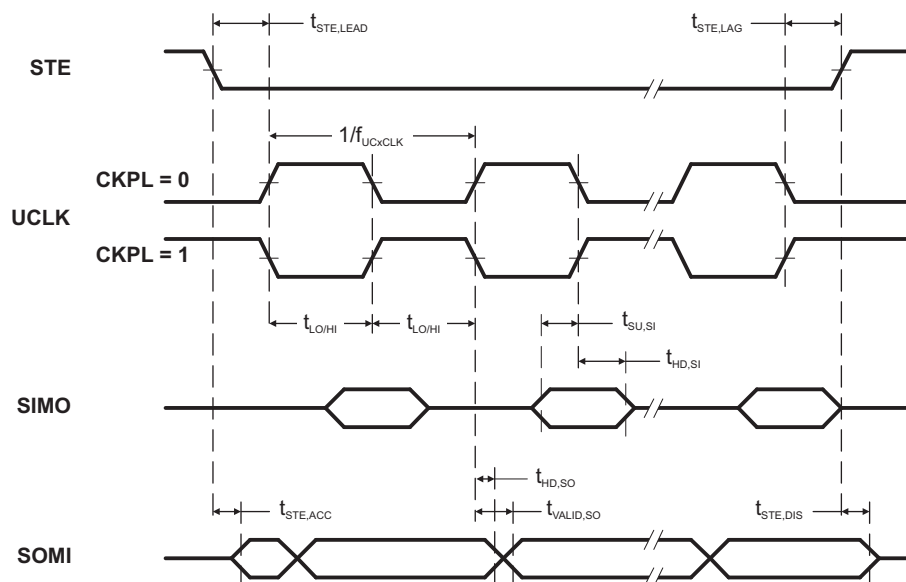 tSTE,LEAD
tSTE,LAG
STE
1/fUCxCLK
CKPL = 0
UCLK
CKPL = 1
tLO/HI
tLO/HI
tSU,SI
tHD,SI
SIMO
tHD,SO
tSTE,ACC
tVALID,SO
tSTE,DIS
SOMI